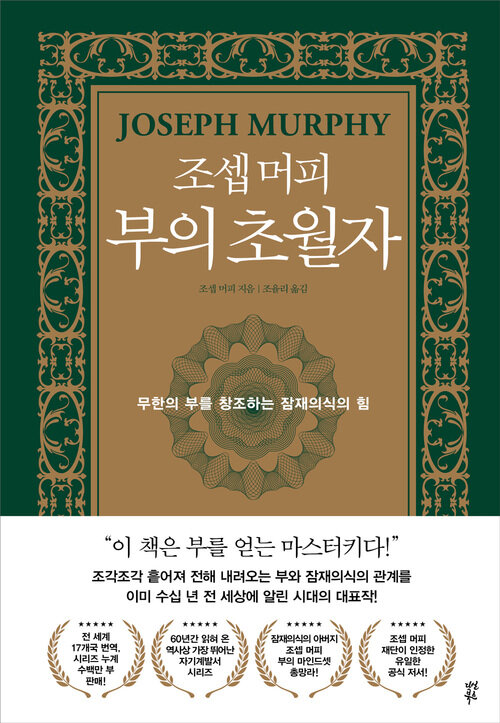 JOSEPH MURPHY
조셉 머피
부의 초월자
조셉 머피 지음 | 조율리 옮김
무한의 부를 창조하는 잠재의식의 힘
“이 책은 부를 얻는 마스터키다!”
조각조각 흩어져 전해 내려오는 부와 잠재의식의 관계를
이미 수십 년 전 세상에 알린 시대의 대표작!
★★★★★
전 세계
17개국 번역,
시리즈 누계
수백만 부
판매!
★★★★★
60년간 읽혀 온
역사상 가장 뛰어난
자기계발서
시리즈
★★★★★
잠재의식의 아버지
조셉 머피
부의 마인드셋
총망라!
★★★★★
조셉 머피
재단이 인정한
유일한
공식 저서!
다산북스